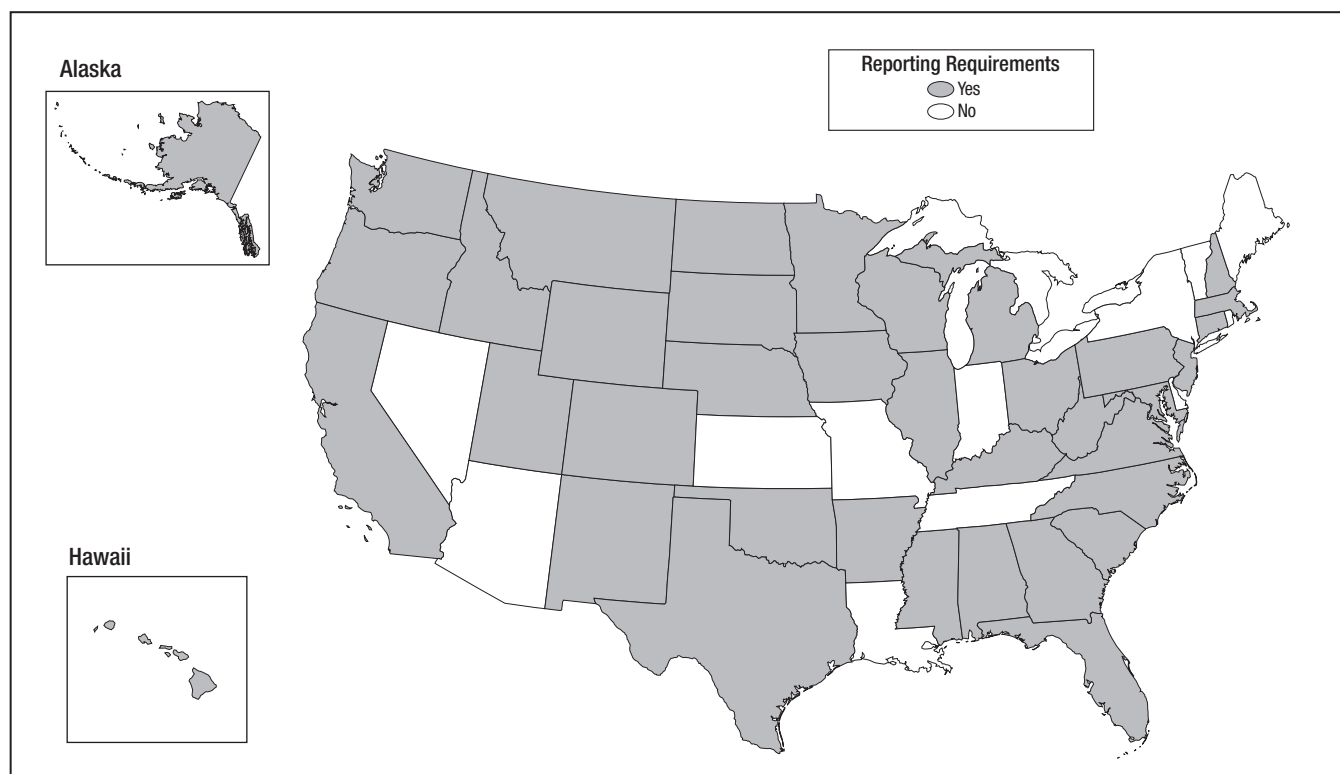 Alaska
Reporting Requirements
Yes
No
Hawaii